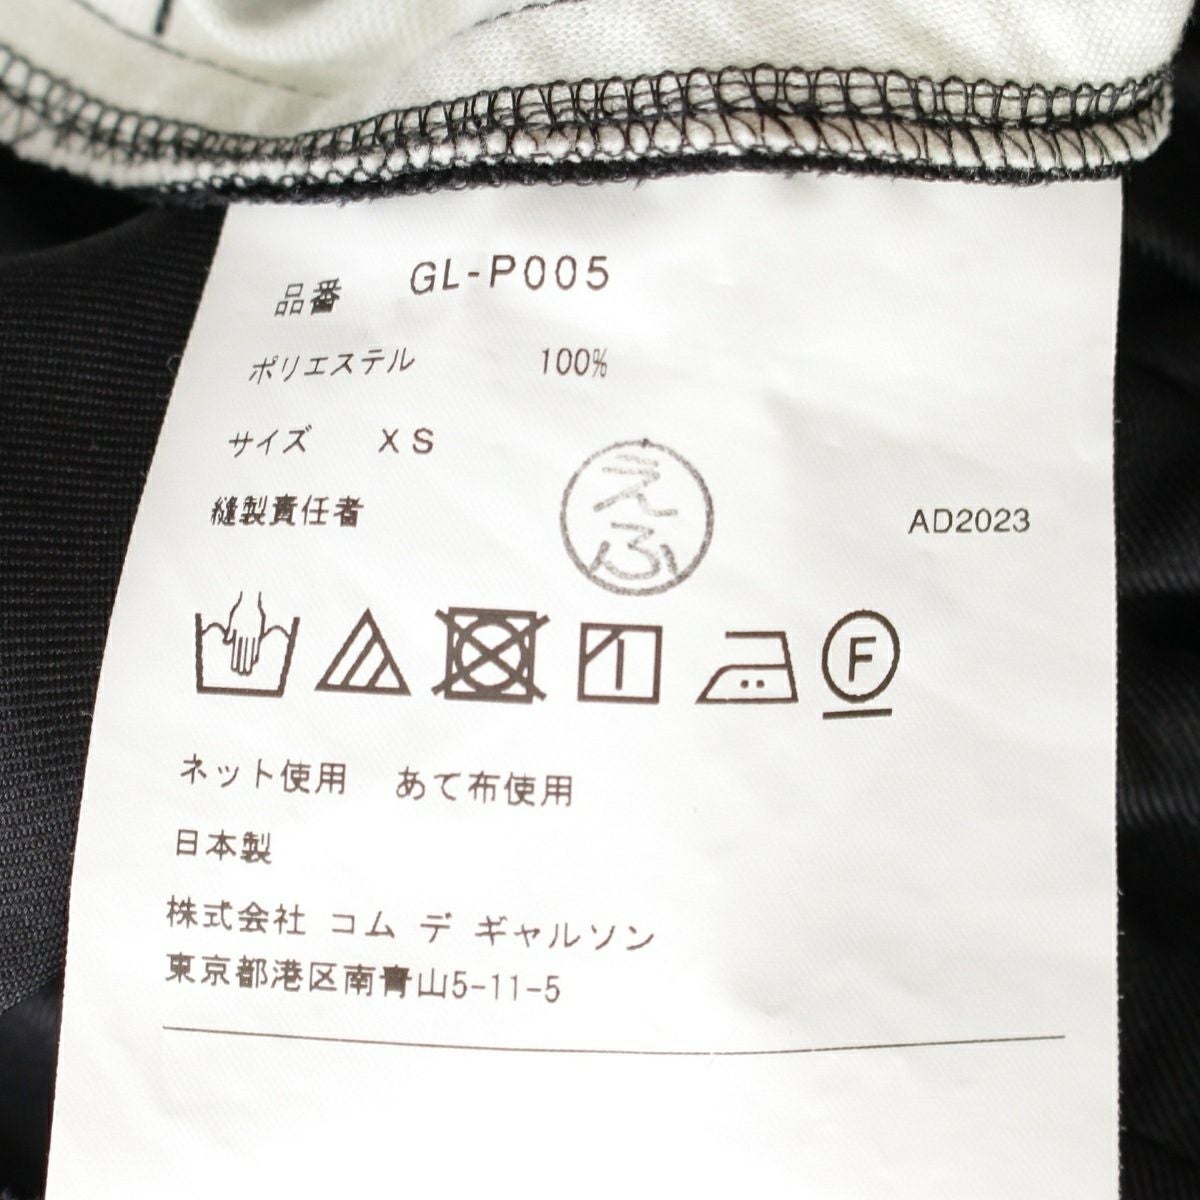 品番 GL-P005
ポリエステル 100%
サイズ XS
縫製責任者 えふ AD2023
F
ネット使用 あて布使用
日本製
株式会社 コム デ ギャルソン
東京都港区南青山5-11-5